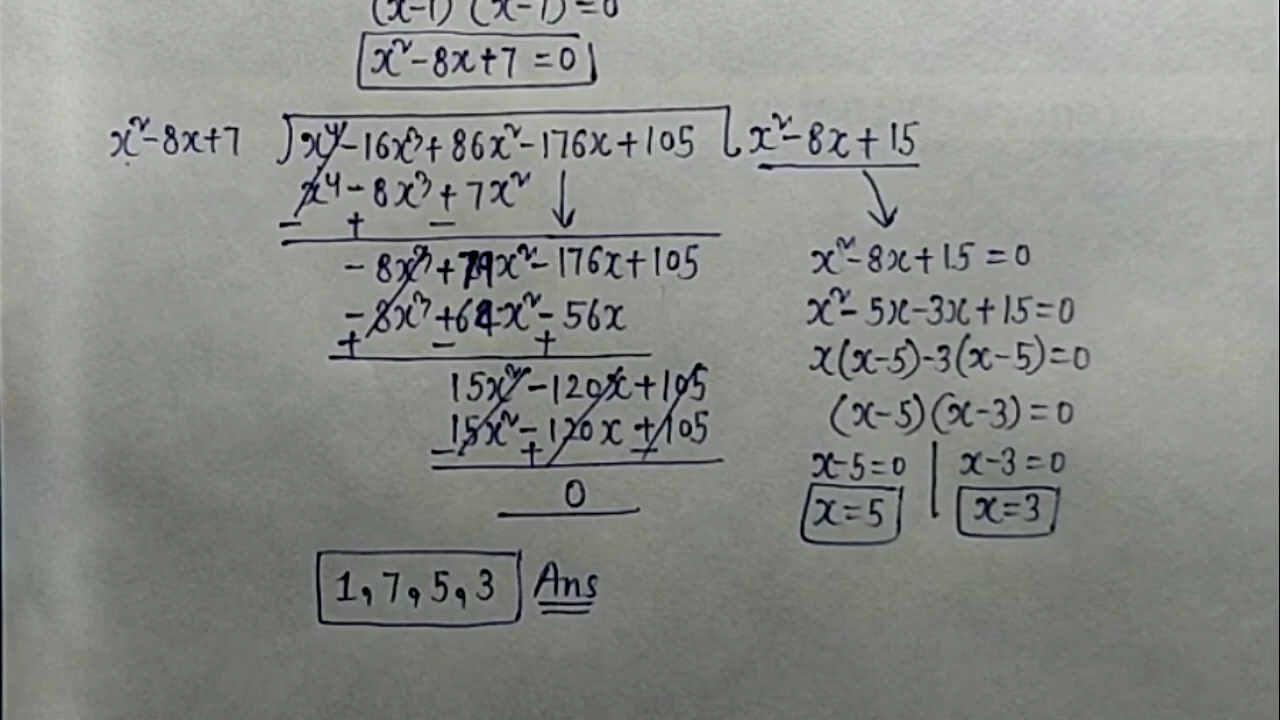 (x-1) (x-7) =0
x²-8x+7 =0
x²-8x+7 ) x⁴-16x³+86x²-176x+105 ( x²-8x+15
x⁴-8x³+7x²
- + -
-8x³+79x²-176x+105
-8x³+64x²-56x
+ - +
15x²-120x+105
15x²-120x+105
- + -
0
1,7,5,3 Ans
x²-8x+15=0
x²-5x-3x+15=0
x(x-5)-3(x-5)=0
(x-5)(x-3)=0
x-5=0 | x-3=0
x=5 | x=3